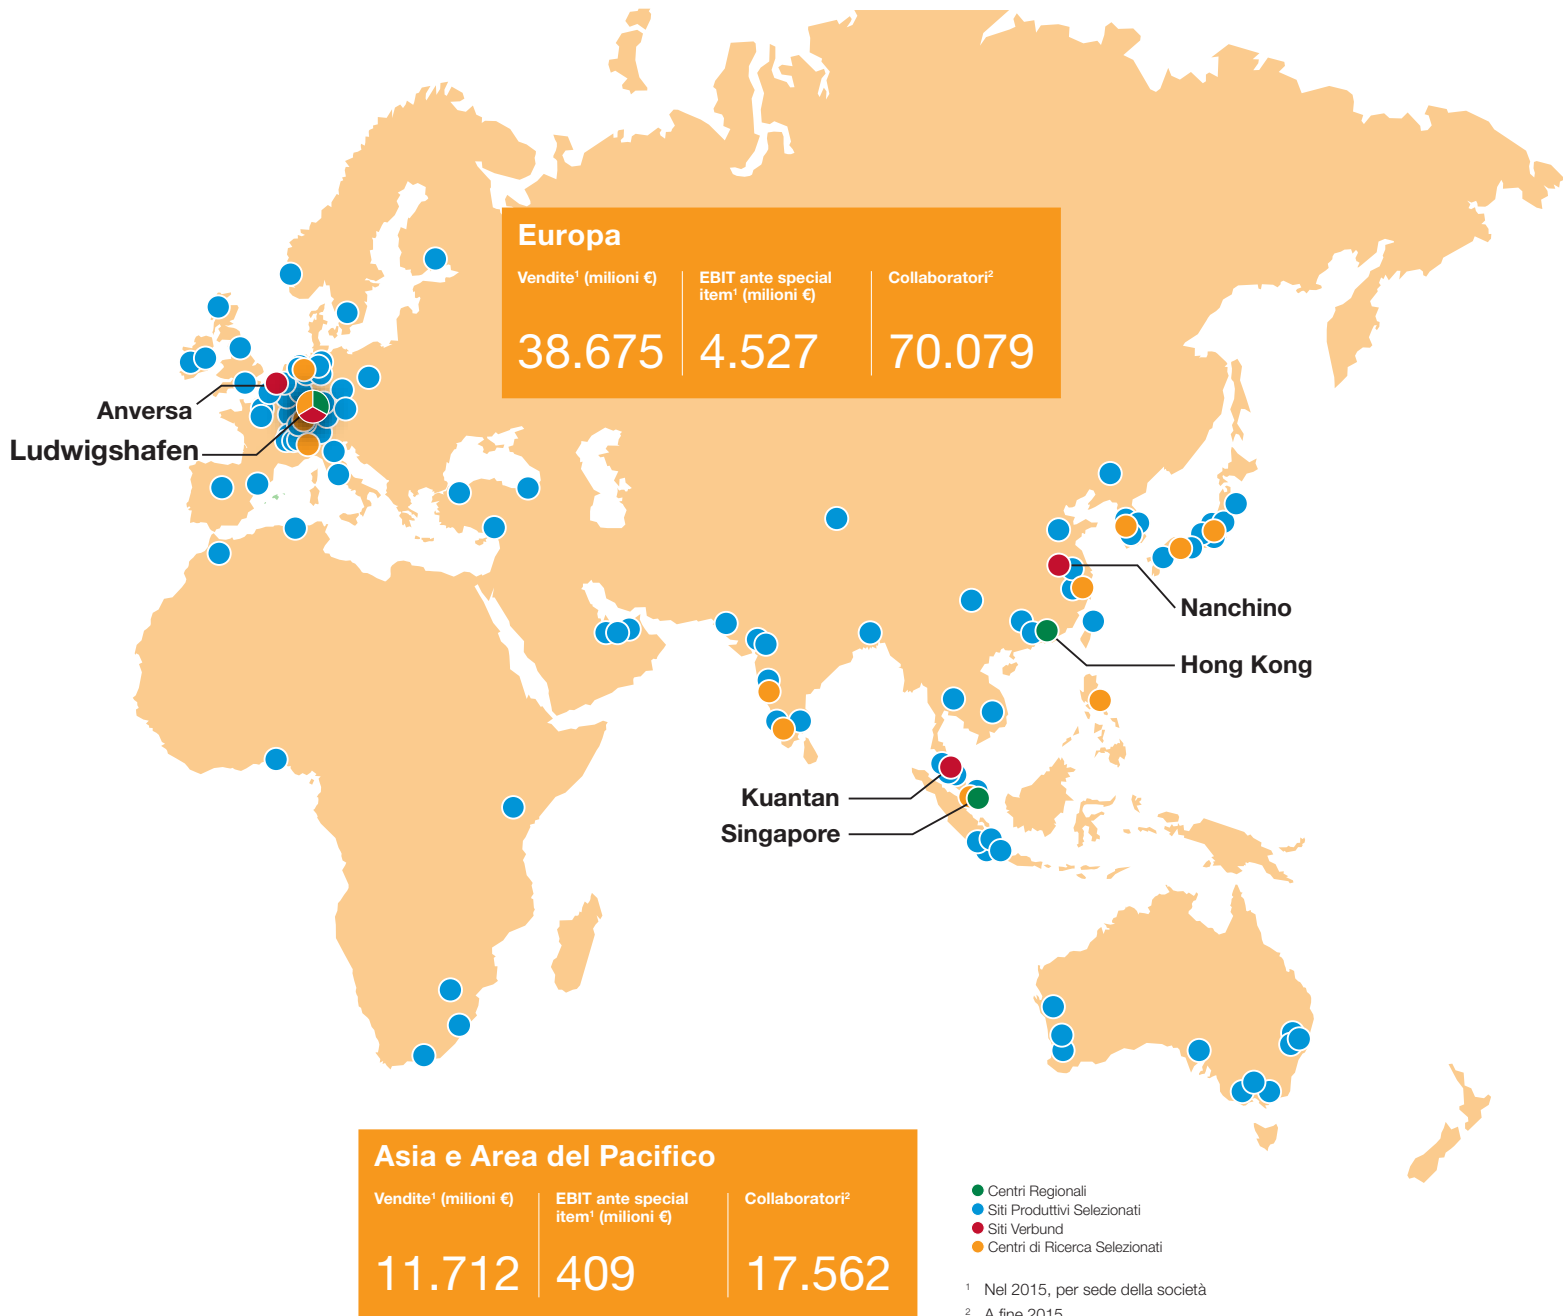 Europa
Vendite¹ (milioni €)
EBIT ante special
item¹ (milioni €)
Collaboratori²
38.675
4.527
70.079
Anversa
Ludwigshafen
Nanchino
Hong Kong
Kuantan
Singapore
Asia e Area del Pacifico
Vendite¹ (milioni €)
EBIT ante special
item¹ (milioni €)
Collaboratori²
11.712
409
17.562
Centri Regionali
Siti Produttivi Selezionati
Siti Verbund
Centri di Ricerca Selezionati
¹ Nel 2015, per sede della società
² A fine 2015